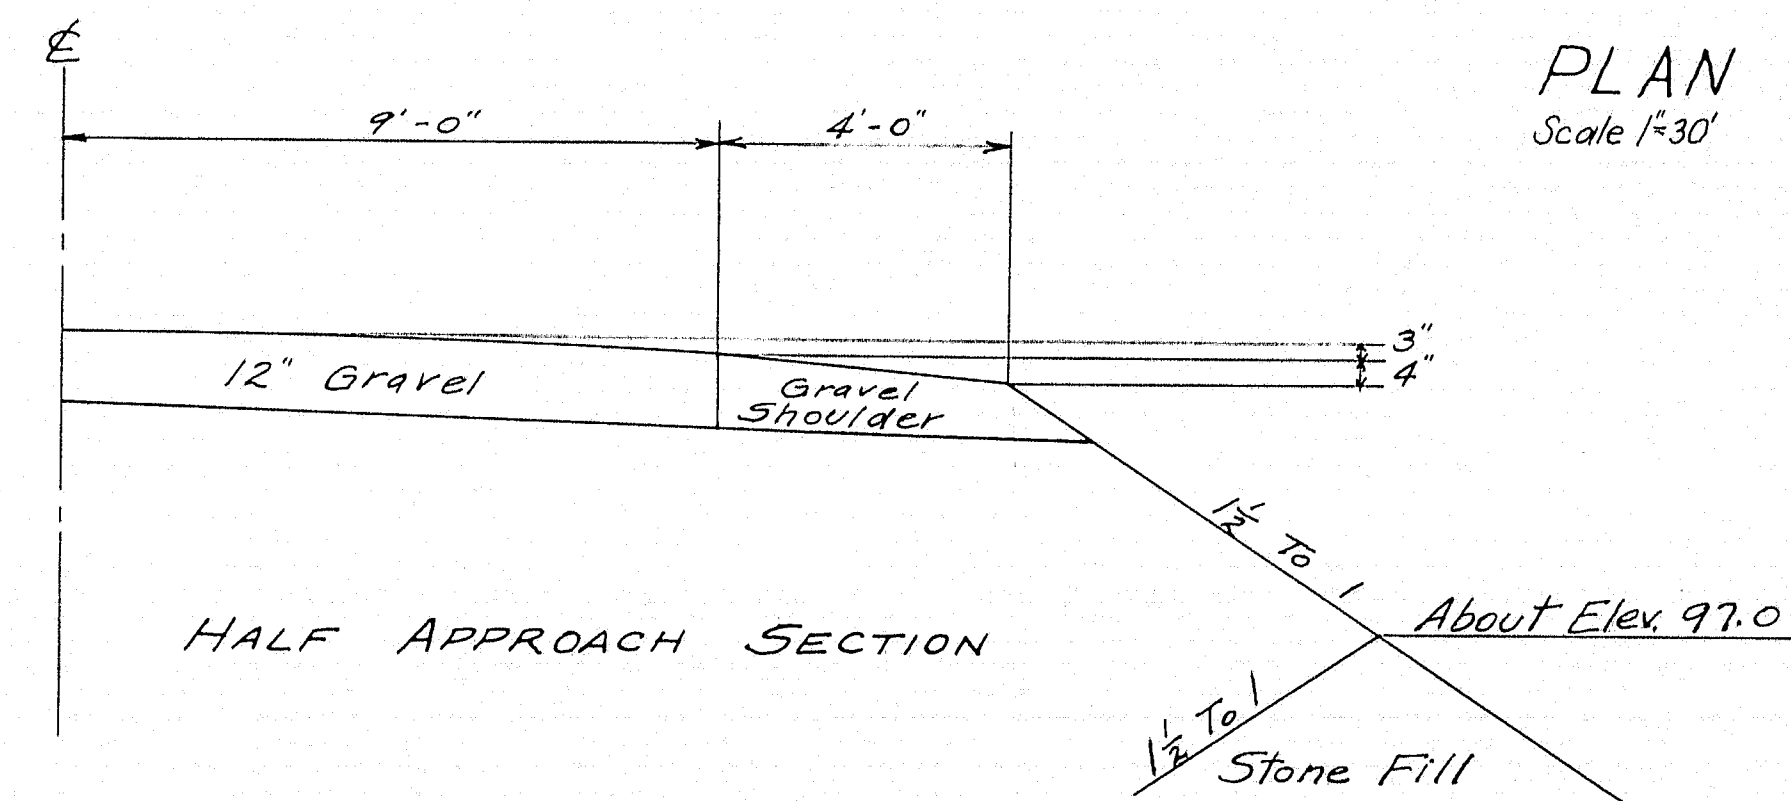 ℄
PLAN
Scale 1"=30'
9'-0"
4'-0"
3"
4"
12" Gravel
Gravel
Shoulder
1½ To 1
About Elev. 97.0
HALF APPROACH SECTION
1½ To 1
Stone Fill